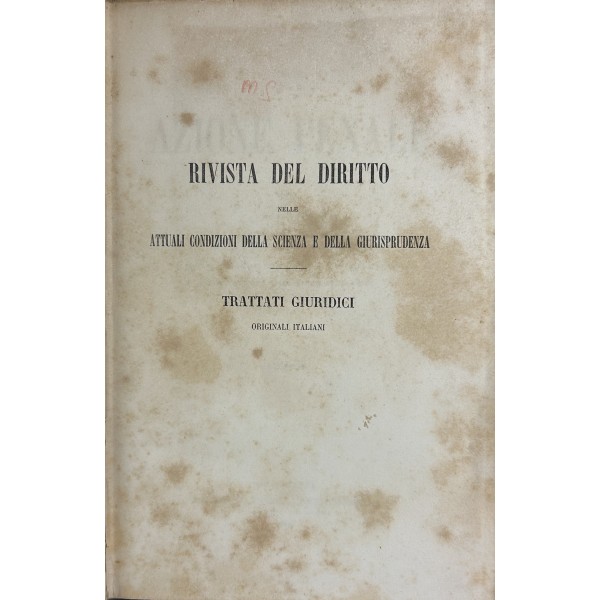 RIVISTA DEL DIRITTO
NELLE
ATTUALI CONDIZIONI DELLA SCIENZA E DELLA GIURISPRUDENZA
TRATTATI GIURIDICI
ORIGINALI ITALIANI